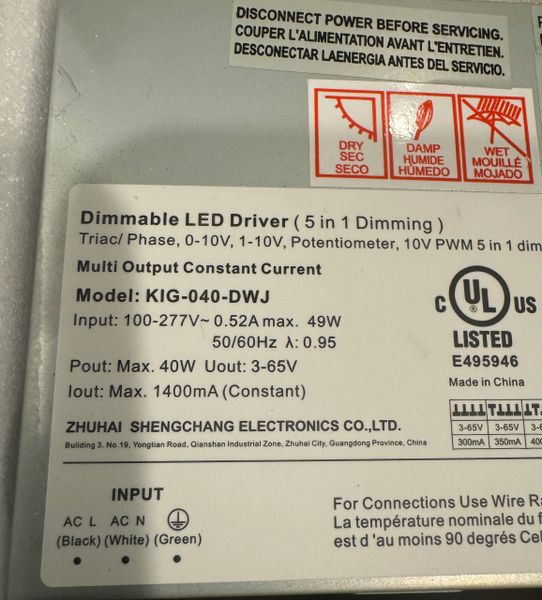 DISCONNECT POWER BEFORE SERVICING.
COUPER L'ALIMENTATION AVANT L'ENTRETIEN.
DESCONECTAR LAENERGIA ANTES DEL SERVICIO.
DRY DAMP WET
SEC HUMIDE MOUILLÉ
SECO HÚMEDO MOJADO
Dimmable LED Driver ( 5 in 1 Dimming )
Triac/ Phase, 0-10V, 1-10V, Potentiometer, 10V PWM 5 in 1 dim
Multi Output Constant Current
Model: KIG-040-DWJ
Input: 100-277V~ 0.52A max. 49W
50/60Hz λ: 0.95
Pout: Max. 40W Uout: 3-65V
Iout: Max. 1400mA (Constant)
C UL US
LISTED
E495946
Made in China
3-65V 3-65V
300mA 350mA
ZHUHAI SHENGCHANG ELECTRONICS CO.,LTD.
Building 3. No.19, Yongtian Road, Qianshan Industrial Zone, Zhuhai City, Guangdong Province, China
INPUT
AC L AC N
(Black) (White) (Green)
For Connections Use Wire Ra
La température nominale du f
est d 'au moins 90 degrés Cel